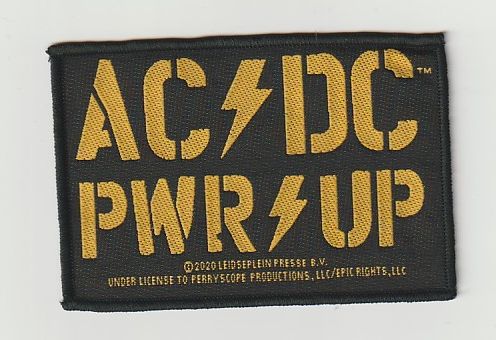 AC⚡DC™
PWR⚡UP
©2020 LEIDSEPLEIN PRESSE B.V.
UNDER LICENSE TO PERRYSCOPE PRODUCTIONS, LLC/EPIC RIGHTS, LLC